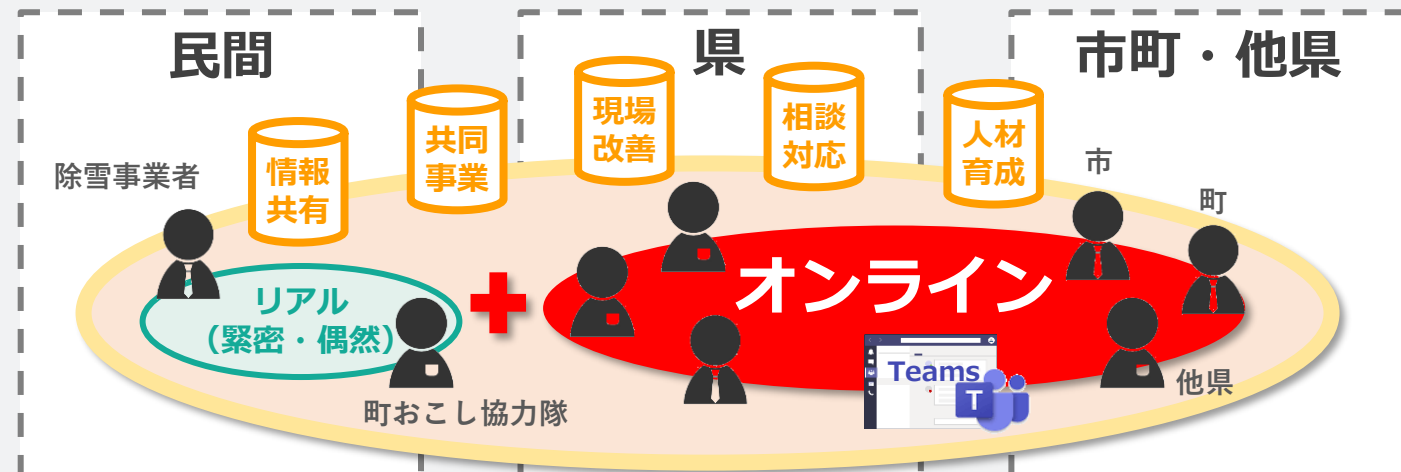 民間
県
市町・他県
情報
共有
共同
事業
現場
改善
相談
対応
人材
育成
除雪事業者
市
町
リアル
（緊密・偶然）
オンライン
Teams
T
他県
町おこし協力隊